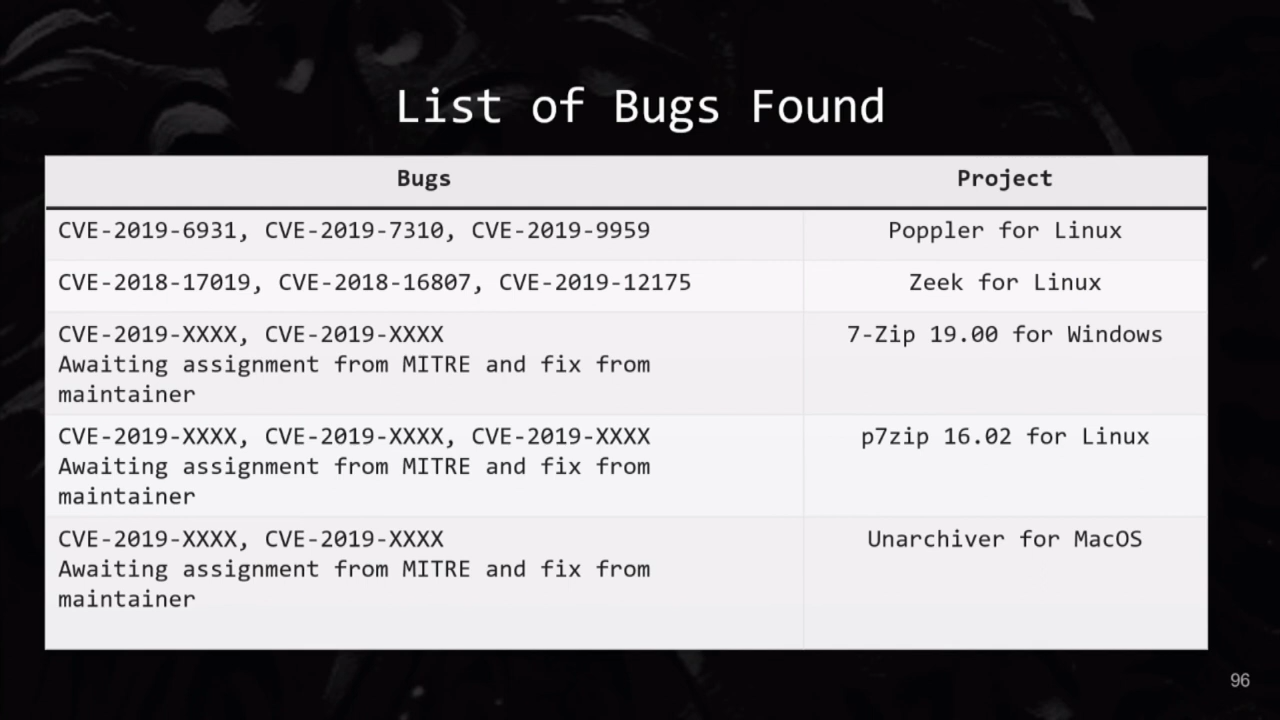 List of Bugs Found
Bugs
Project
CVE-2019-6931, CVE-2019-7310, CVE-2019-9959
Poppler for Linux
CVE-2018-17019, CVE-2018-16807, CVE-2019-12175
Zeek for Linux
CVE-2019-XXXX, CVE-2019-XXXX
Awaiting assignment from MITRE and fix from
maintainer
7-Zip 19.00 for Windows
CVE-2019-XXXX, CVE-2019-XXXX, CVE-2019-XXXX
Awaiting assignment from MITRE and fix from
maintainer
p7zip 16.02 for Linux
CVE-2019-XXXX, CVE-2019-XXXX
Awaiting assignment from MITRE and fix from
maintainer
Unarchiver for MacOS
96